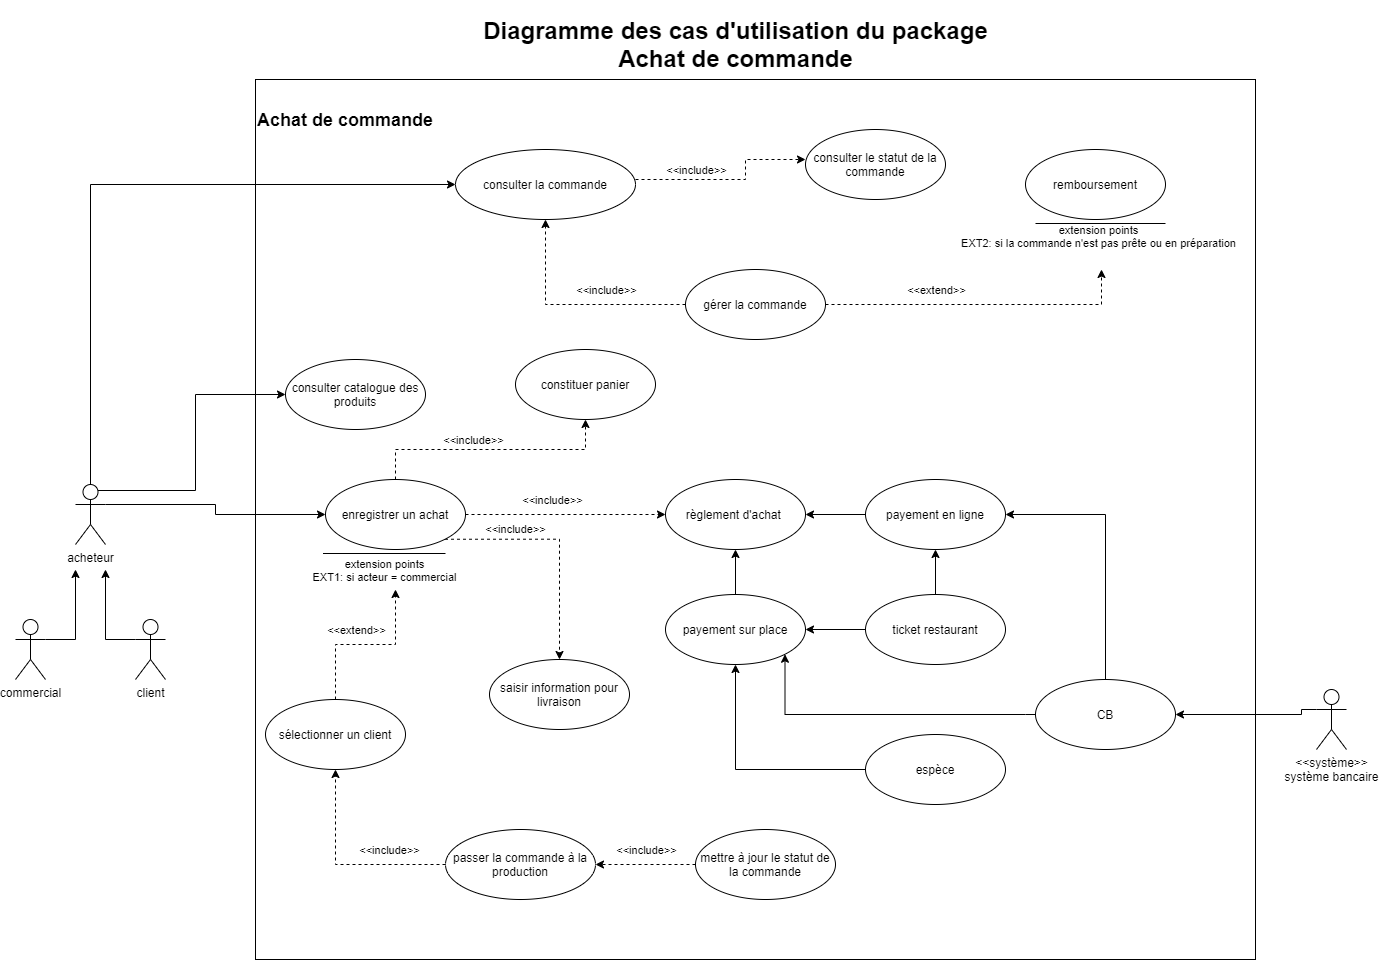 Diagramme des cas d'utilisation du package
Achat de commande
Achat de commande
consulter le statut de la
commande
<<include>>
consulter la commande
remboursement
extension points
EXT2: si la commande n'est pas prête ou en préparation
<<include>>
<<extend>>
gérer la commande
consulter catalogue des
produits
constituer panier
<<include>>
enregistrer un achat
<<include>>
règlement d'achat
payement en ligne
<<include>>
acheteur
extension points
EXT1: si acteur = commercial
<<extend>>
payement sur place
ticket restaurant
commercial
client
saisir information pour
livraison
sélectionner un client
CB
<<système>>
système bancaire
espèce
<<include>>
passer la commande à la
production
<<include>>
mettre à jour le statut de
la commande